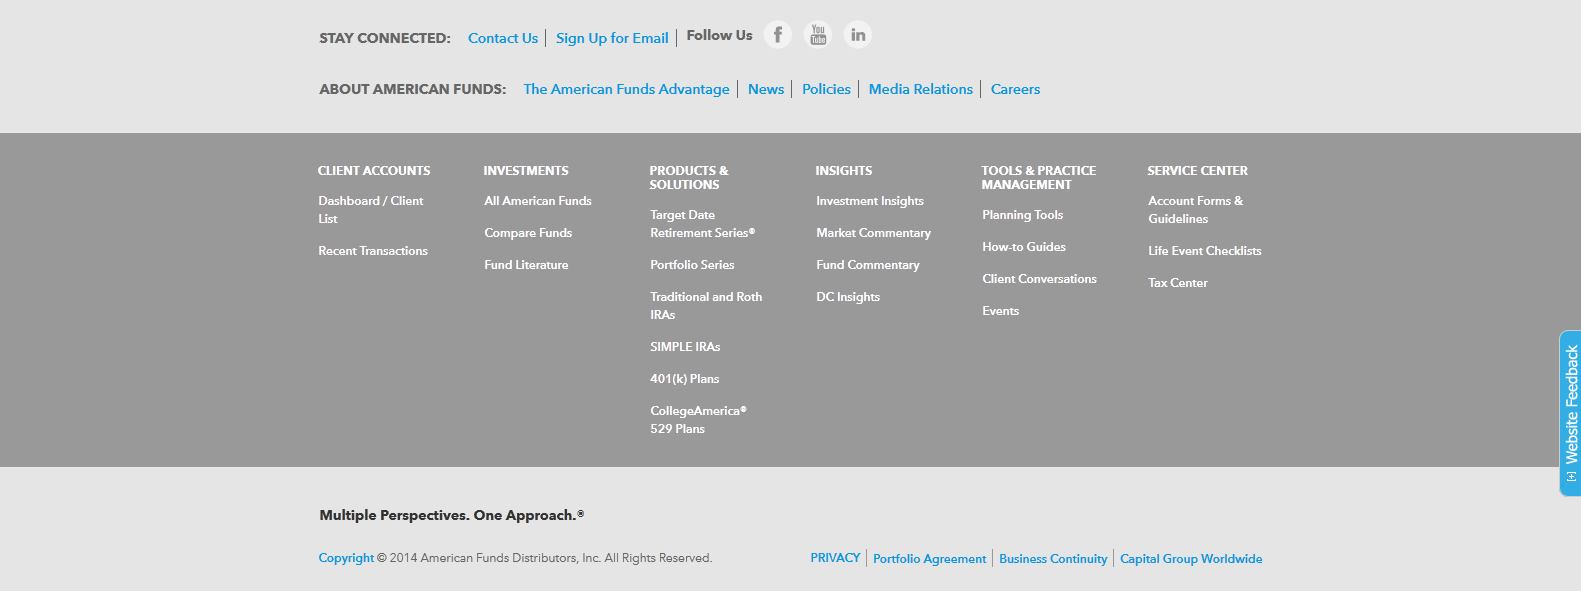 STAY CONNECTED: Contact Us | Sign Up for Email | Follow Us f You Tube in
ABOUT AMERICAN FUNDS: The American Funds Advantage | News | Policies | Media Relations | Careers
CLIENT ACCOUNTS
Dashboard / Client
List
Recent Transactions
INVESTMENTS
All American Funds
Compare Funds
Fund Literature
PRODUCTS &
SOLUTIONS
Target Date
Retirement Series®
Portfolio Series
Traditional and Roth
IRAs
SIMPLE IRAs
401(k) Plans
CollegeAmerica®
529 Plans
INSIGHTS
Investment Insights
Market Commentary
Fund Commentary
DC Insights
TOOLS & PRACTICE
MANAGEMENT
Planning Tools
How-to Guides
Client Conversations
Events
SERVICE CENTER
Account Forms &
Guidelines
Life Event Checklists
Tax Center
[+] Website Feedback
Multiple Perspectives. One Approach.®
Copyright © 2014 American Funds Distributors, Inc. All Rights Reserved.
PRIVACY | Portfolio Agreement | Business Continuity | Capital Group Worldwide